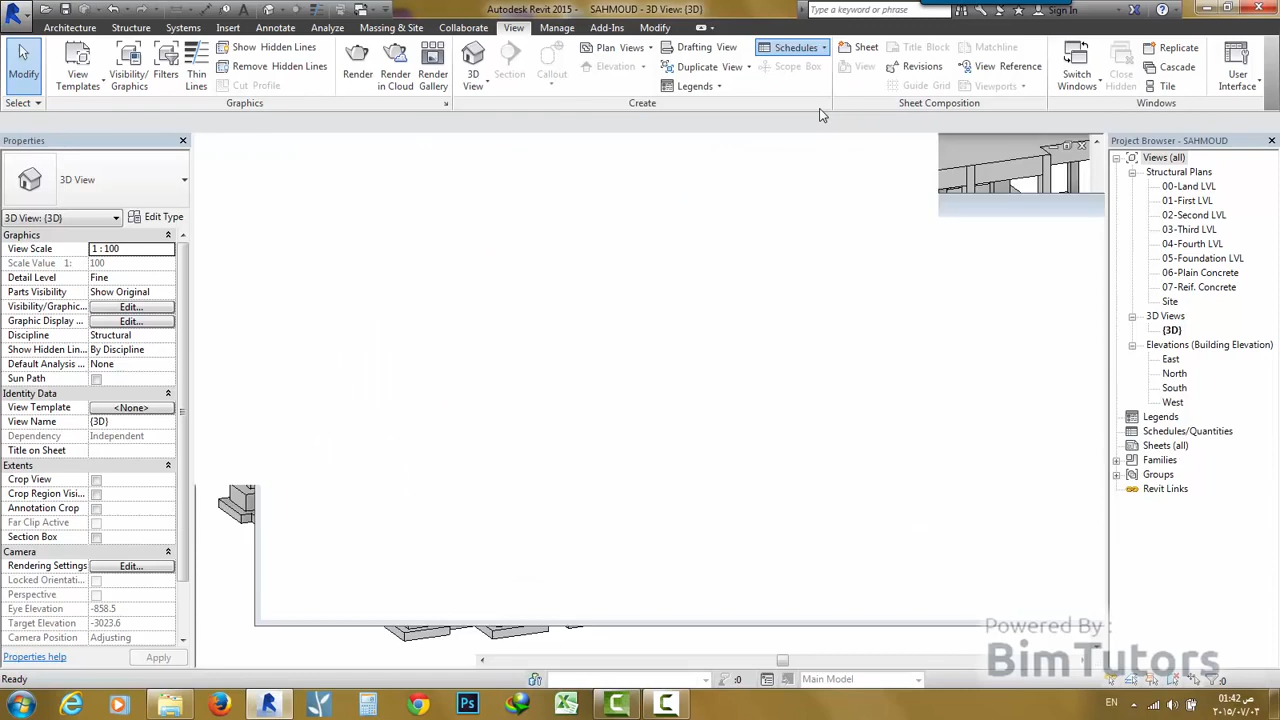 Autodesk Revit 2015 - SAHMOUD - 3D View: {3D}
Type a keyword or phrase
Sign In
Architecture Structure Systems Insert Annotate Analyze Massing & Site Collaborate View Manage Add-Ins Modify
Modify
View Templates
Visibility/ Graphics
Filters
Thin Lines
Show Hidden Lines
Remove Hidden Lines
Cut Profile
Render
Render in Cloud
Render Gallery
3D View
Section
Callout
Plan Views
Elevation
Drafting View
Duplicate View
Legends
Schedules
Scope Box
Sheet
View
Title Block
Revisions
Guide Grid
Matchline
View Reference
Viewports
Switch Windows
Close Hidden
Replicate
Cascade
Tile
User Interface
Select Graphics Create Sheet Composition Windows
Properties
3D View
3D View: {3D} Edit Type
Graphics
View Scale 1 : 100
Scale Value 1: 100
Detail Level Fine
Parts Visibility Show Original
Visibility/Graphic... Edit...
Graphic Display ... Edit...
Discipline Structural
Show Hidden Lin... By Discipline
Default Analysis ... None
Sun Path
Identity Data
View Template <None>
View Name {3D}
Dependency Independent
Title on Sheet
Extents
Crop View
Crop Region Visi...
Annotation Crop
Far Clip Active
Section Box
Camera
Rendering Settings Edit...
Locked Orientati...
Perspective
Eye Elevation -858.5
Target Elevation -3023.6
Camera Position Adjusting
Properties help Apply
Project Browser - SAHMOUD
Views (all)
Structural Plans
00-Land LVL
01-First LVL
02-Second LVL
03-Third LVL
04-Fourth LVL
05-Foundation LVL
06-Plain Concrete
07-Reif. Concrete
Site
3D Views
{3D}
Elevations (Building Elevation)
East
North
South
West
Legends
Schedules/Quantities
Sheets (all)
Families
Groups
Revit Links
Powered By :
BimTutors
Ready
:0
Main Model
:0
Ps
EN
01:42 ص
٢٠١٥/٠٧/٠٣